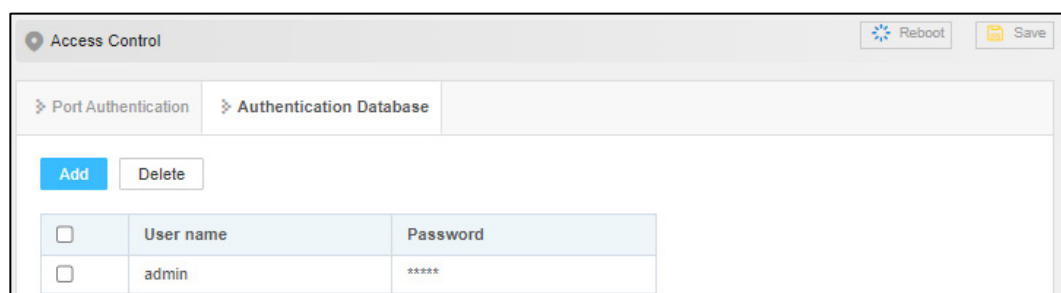 Access Control Reboot Save
Port Authentication Authentication Database
Add Delete
User name Password
admin *****